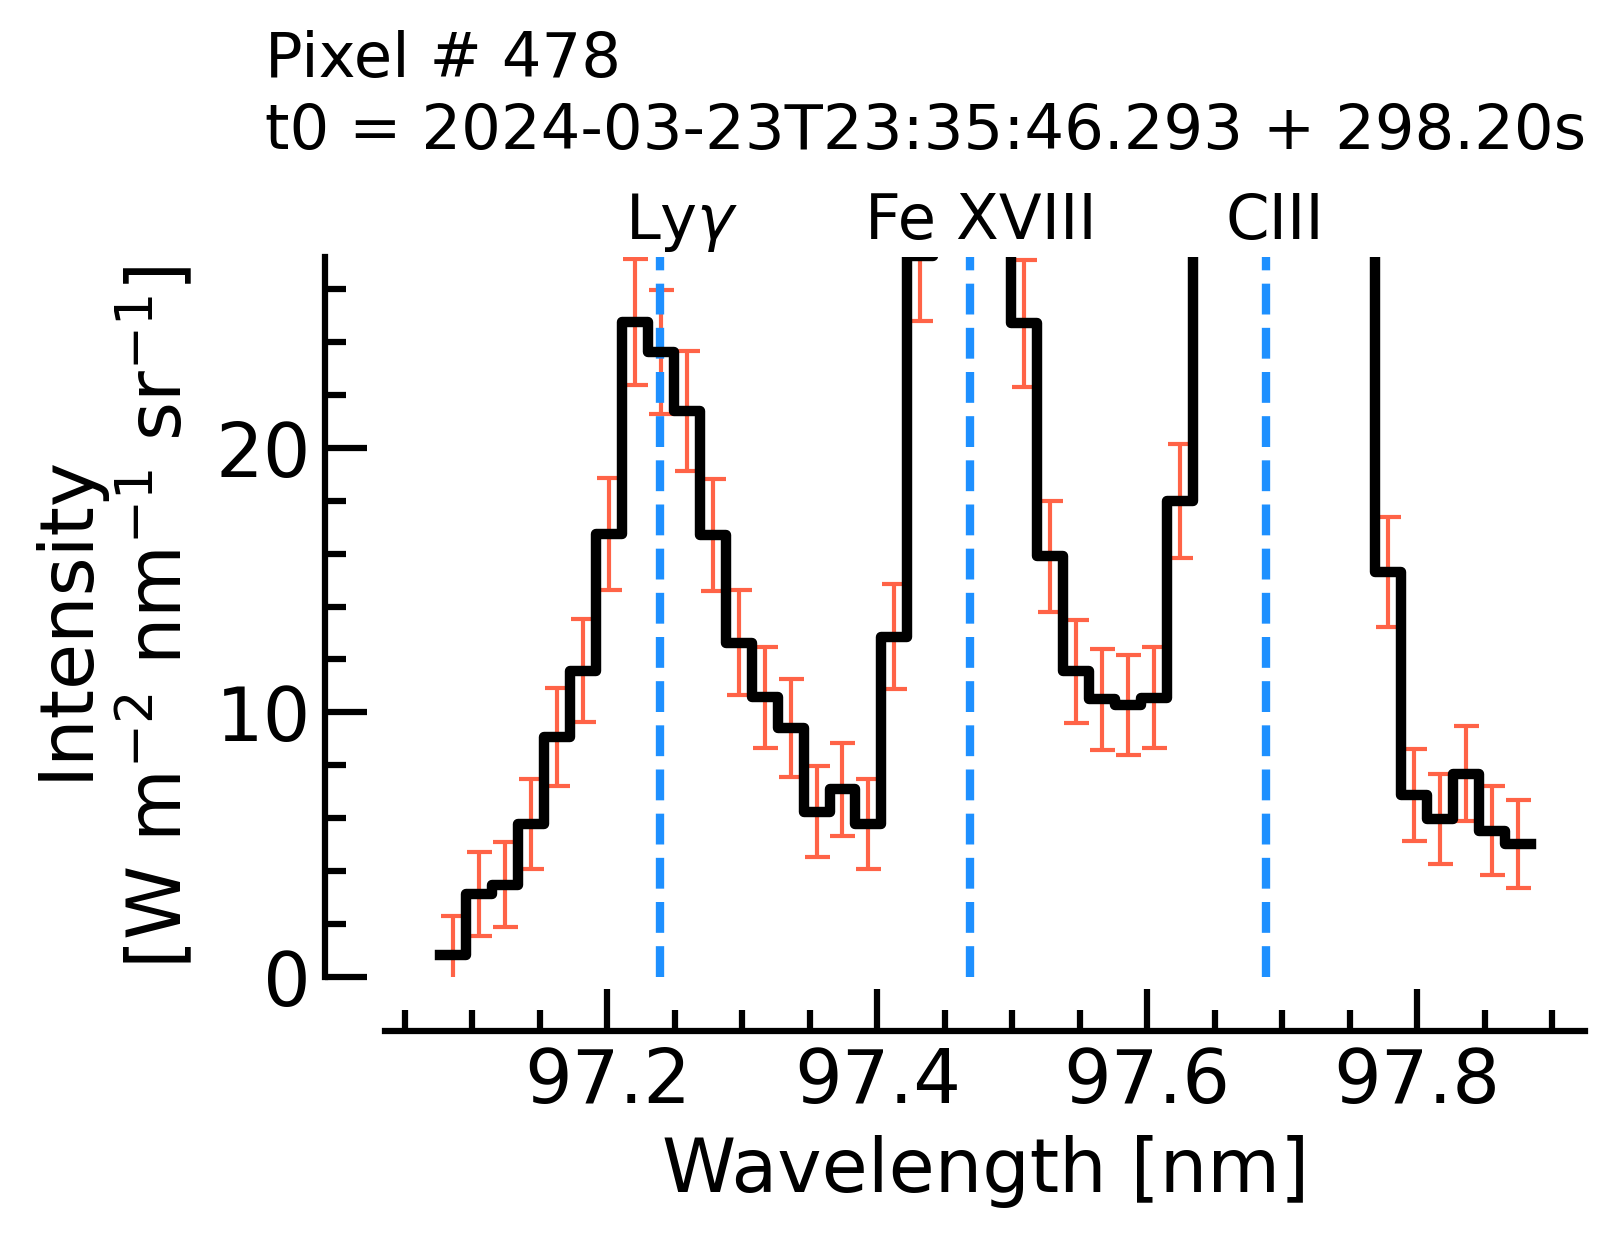 Pixel # 478
t0 = 2024-03-23T23:35:46.293 + 298.20s
Lyγ Fe XVIII CIII
Intensity
[W m⁻² nm⁻¹ sr⁻¹]
20
10
0
97.2 97.4 97.6 97.8
Wavelength [nm]